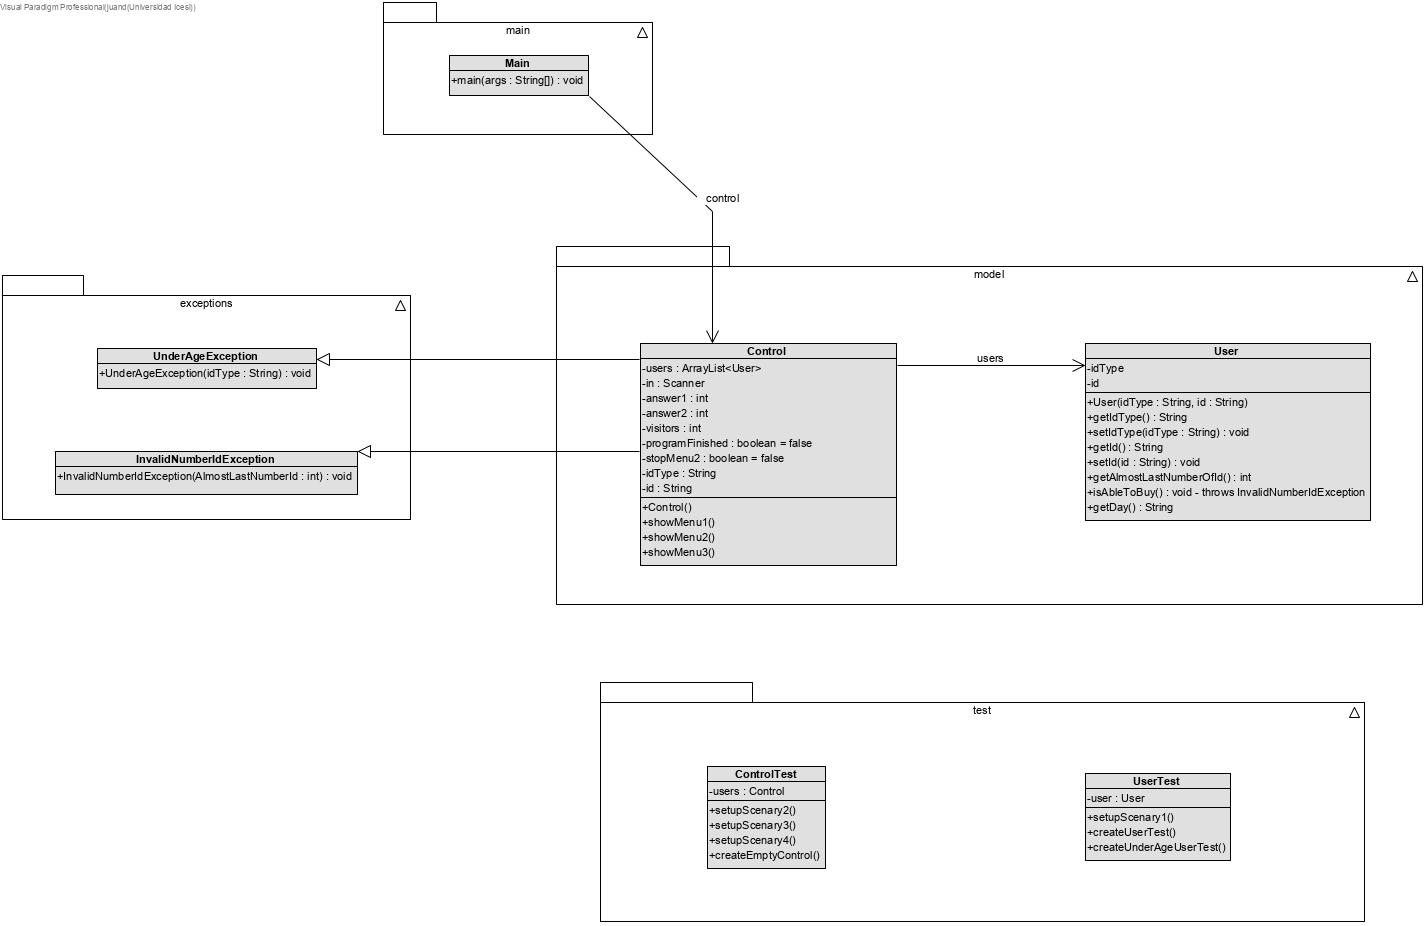 Visual Paradigm Professional(juand(Universidad Icesi))
main
Main
+main(args : String[]) : void
control
exceptions
UnderAgeException
+UnderAgeException(idType : String) : void
InvalidNumberIdException
+InvalidNumberIdException(AlmostLastNumberId : int) : void
model
Control
-users : ArrayList<User>
-in : Scanner
-answer1 : int
-answer2 : int
-visitors : int
-programFinished : boolean = false
-stopMenu2 : boolean = false
-idType : String
-id : String
+Control()
+showMenu1()
+showMenu2()
+showMenu3()
users
User
-idType
-id
+User(idType : String, id : String)
+getIdType() : String
+setIdType(idType : String) : void
+getId() : String
+setId(id : String) : void
+getAlmostLastNumberOfId() : int
+isAbleToBuy() : void - throws InvalidNumberIdException
+getDay() : String
test
ControlTest
-users : Control
+setupScenary2()
+setupScenary3()
+setupScenary4()
+createEmptyControl()
UserTest
-user : User
+setupScenary1()
+createUserTest()
+createUnderAgeUserTest()